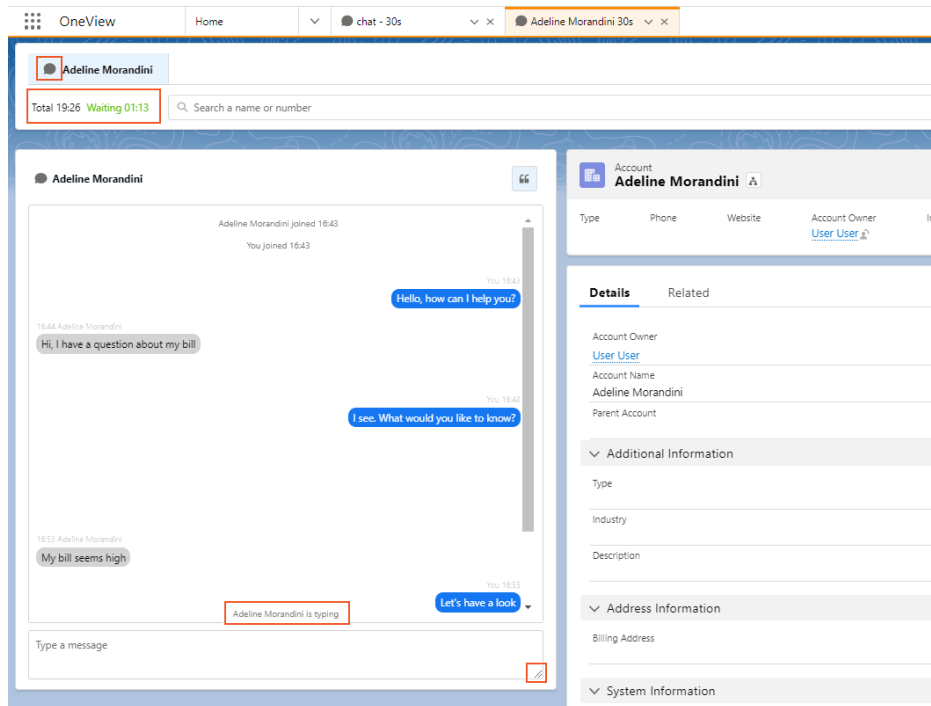 OneView Home chat - 30s Adeline Morandini 30s
Adeline Morandini
Total 19:26 Waiting 01:13 Search a name or number
Adeline Morandini
Adeline Morandini joined 16:43
You joined 16:43
You 16:43
Hello, how can I help you?
16:44 Adeline Morandini
Hi, I have a question about my bill
You 16:48
I see. What would you like to know?
16:53 Adeline Morandini
My bill seems high
You 16:55
Let's have a look
Adeline Morandini is typing
Type a message
Account
Adeline Morandini
Type Phone Website Account Owner
User User
Details Related
Account Owner
User User
Account Name
Adeline Morandini
Parent Account
Additional Information
Type
Industry
Description
Address Information
Billing Address
System Information